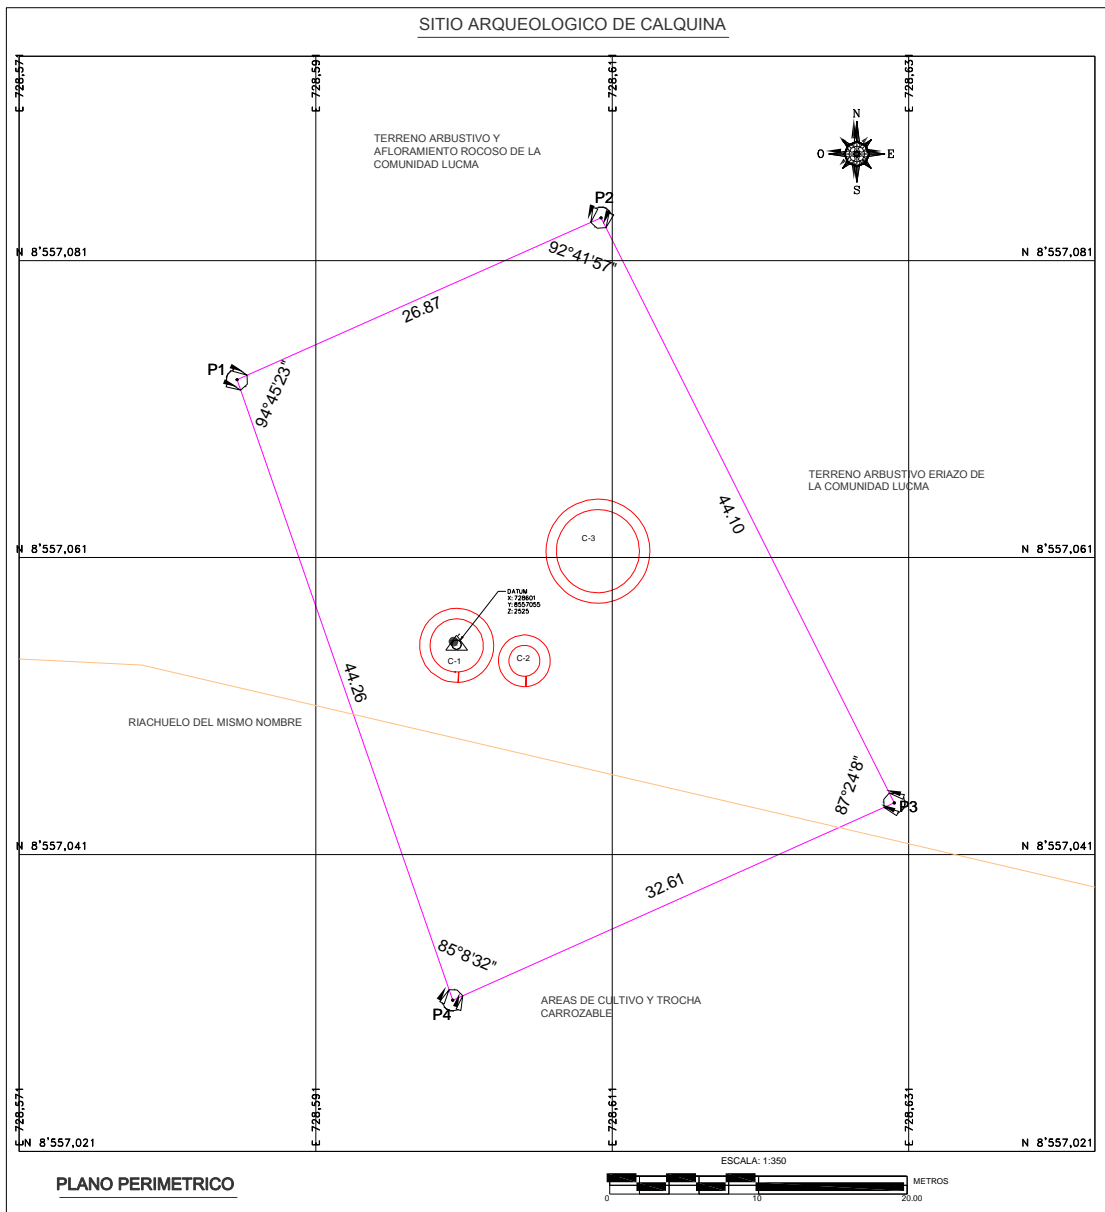 SITIO ARQUEOLOGICO DE CALQUINA
E 728,571
E 728,591
E 728,611
E 728,631
TERRENO ARBUSTIVO Y
AFLORAMIENTO ROCOSO DE LA
COMUNIDAD LUCMA
N
O
E
S
P2
92°41'57"
N 8'557,081
N 8'557,081
26.87
P1
94°45'23"
TERRENO ARBUSTIVO ERIAZO DE
LA COMUNIDAD LUCMA
44.10
C-3
N 8'557,061
N 8'557,061
DATUM
X: 728601
Y: 8557055
Z: 2525
C-1
C-2
44.26
RIACHUELO DEL MISMO NOMBRE
87°24'8"
P3
N 8'557,041
N 8'557,041
32.61
85°8'32"
P4
AREAS DE CULTIVO Y TROCHA
CARROZABLE
E 728,571
E 728,591
E 728,611
E 728,631
N 8'557,021
N 8'557,021
ESCALA: 1:350
PLANO PERIMETRICO
METROS
0
10
20.00